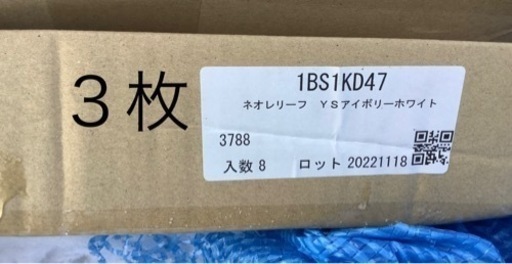 ３枚
1BS1KD47
ネオレリーフ　ＹＳアイボリーホワイト
3788
入数 8　ロット 20221118